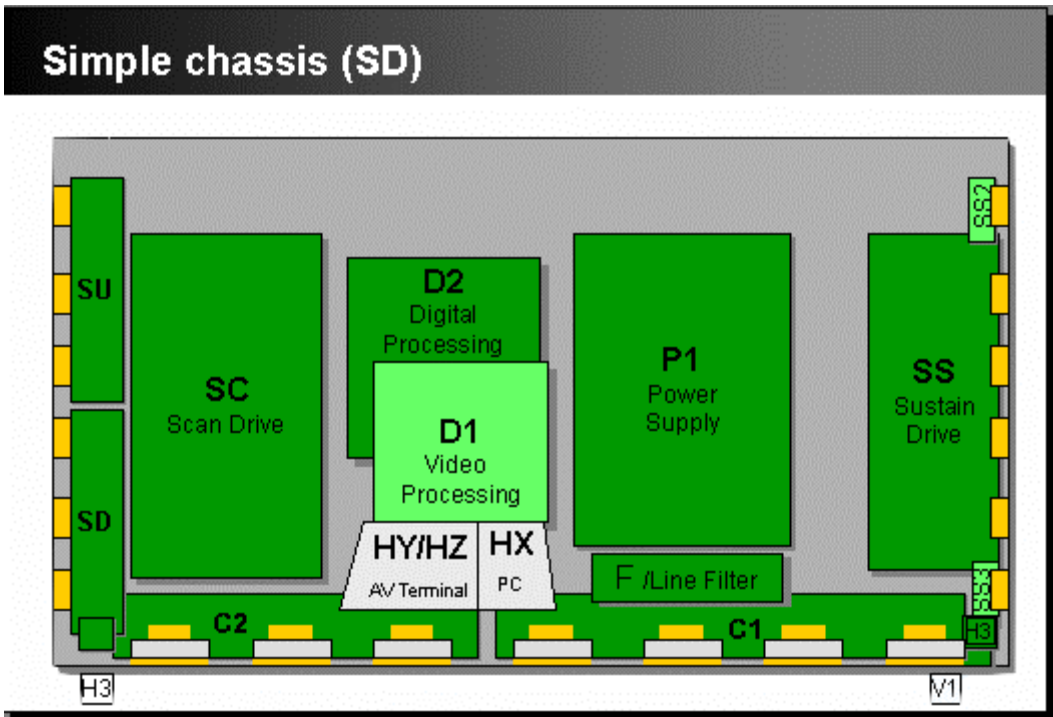 Simple chassis (SD)
SS2
SU
D2
Digital
Processing
SC
Scan Drive
P1
Power
Supply
SS
Sustain
Drive
D1
Video
Processing
SD
HY/HZ
HX
AV Terminal
PC
F /Line Filter
SS3
C2
C1
H3
H3
V1